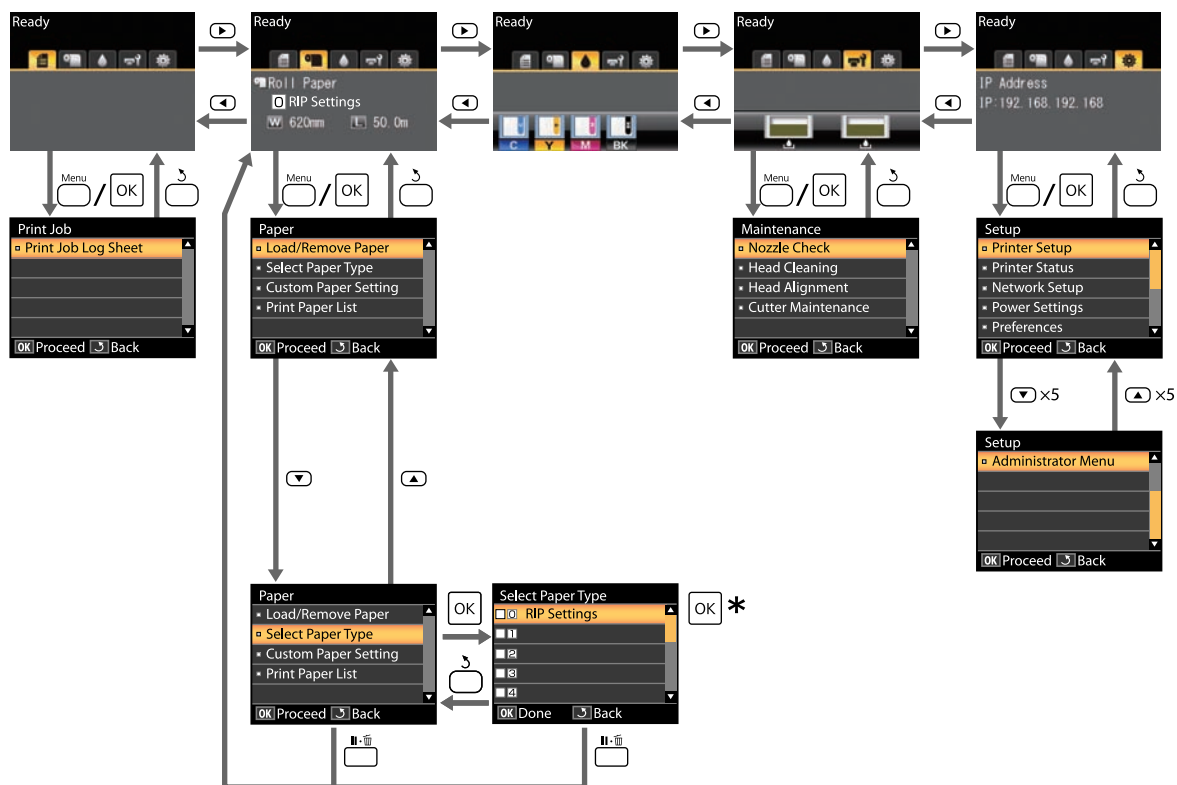 Ready
Ready
Ready
Ready
Ready
Roll Paper
0 RIP Settings
W 620mm L 50.0m
C Y M BK
IP Address
IP:192.168.192.168
Menu / OK
Menu / OK
Menu / OK
Menu / OK
Print Job
Print Job Log Sheet
OK Proceed Back
Paper
Load/Remove Paper
Select Paper Type
Custom Paper Setting
Print Paper List
OK Proceed Back
Maintenance
Nozzle Check
Head Cleaning
Head Alignment
Cutter Maintenance
OK Proceed Back
Setup
Printer Setup
Printer Status
Network Setup
Power Settings
Preferences
OK Proceed Back
×5
×5
Setup
Administrator Menu
OK Proceed Back
Paper
Load/Remove Paper
Select Paper Type
Custom Paper Setting
Print Paper List
OK Proceed Back
OK
Select Paper Type
0 RIP Settings
1
2
3
4
OK Done Back
OK *